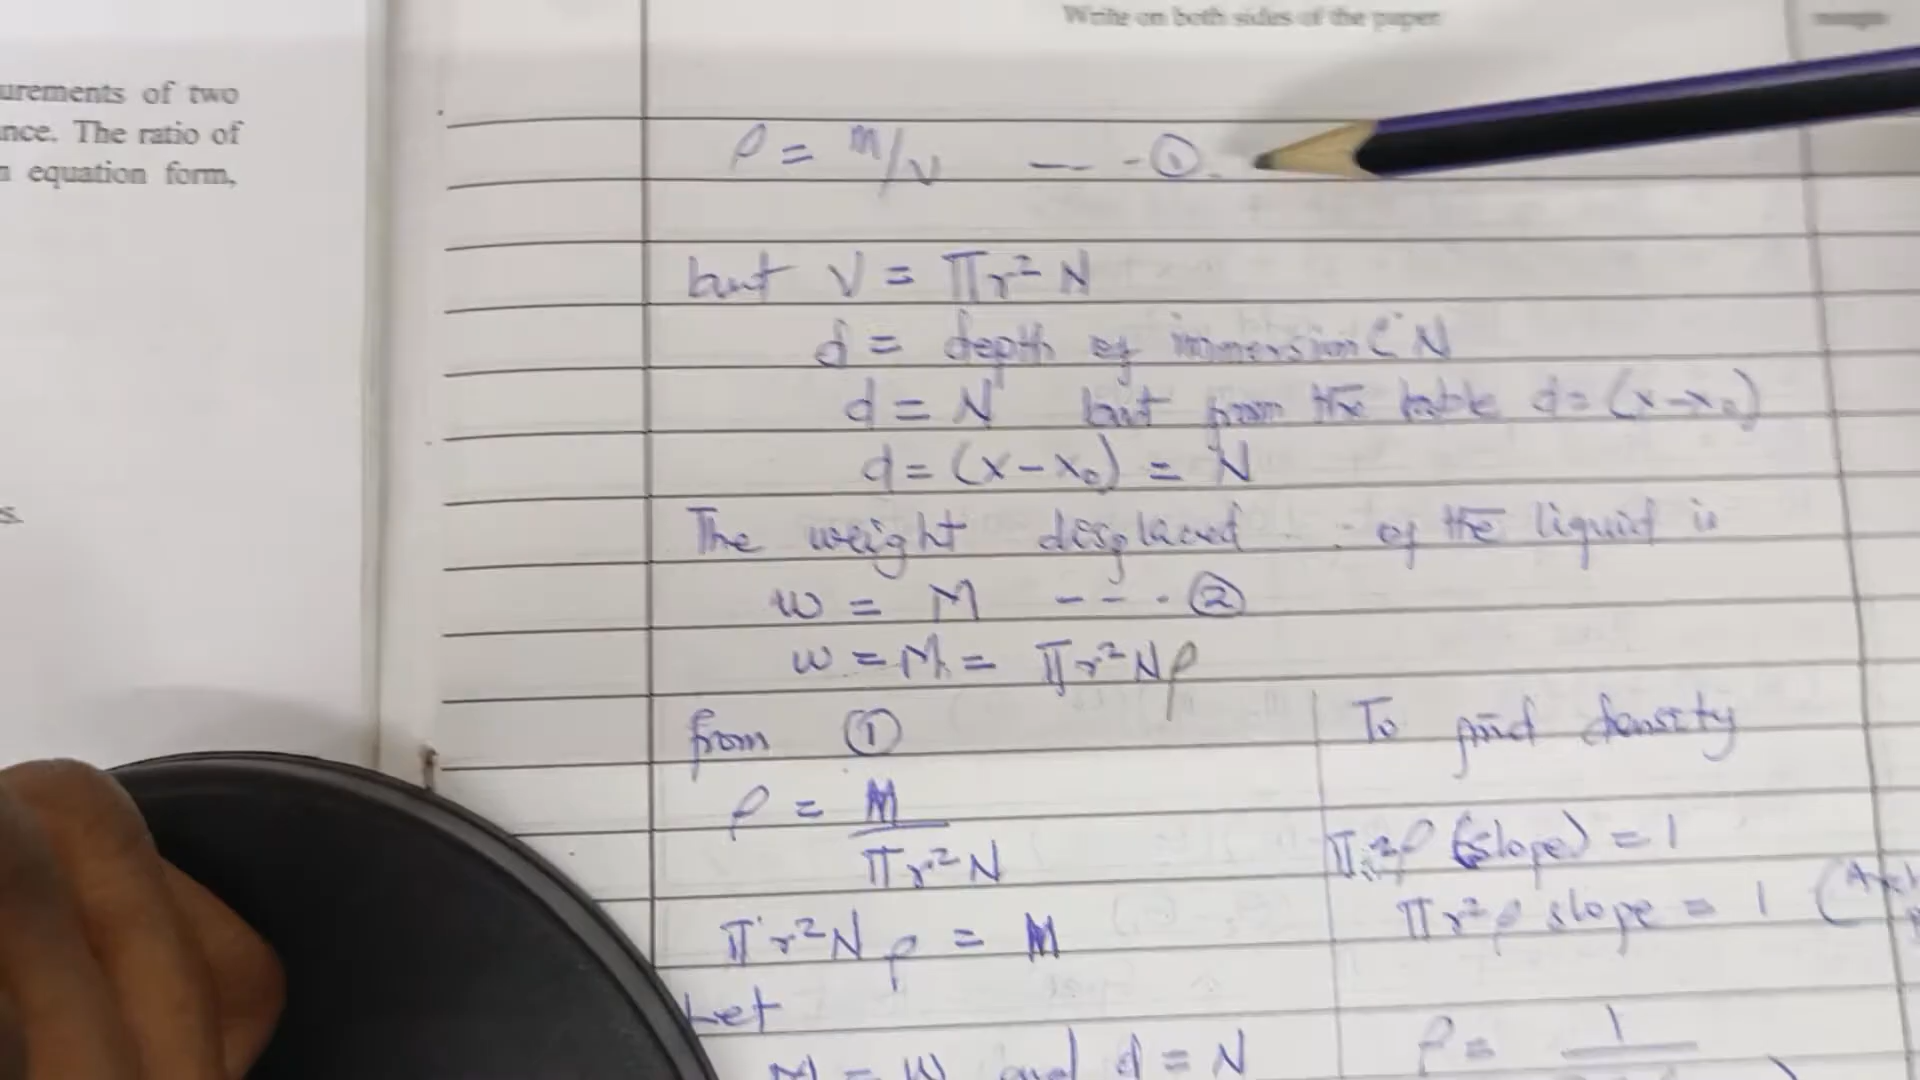 Write on both sides of the paper
urements of two
nce. The ratio of
n equation form,
s.
ρ = m/v — - ①.
but V = πr²N
d = depth of immersion N
d = N but from the table d = (x-x₀)
d = (x-x₀) = N
The weight displaced of the liquid is
w = M - - - ②
w = M = πr²Nρ
from ①
ρ = M
πr²N
πr²Nρ = M
Let
M = W and d = N
To find density
πr²ρ (slope) = 1
πr²ρ slope = 1
ρ = 1